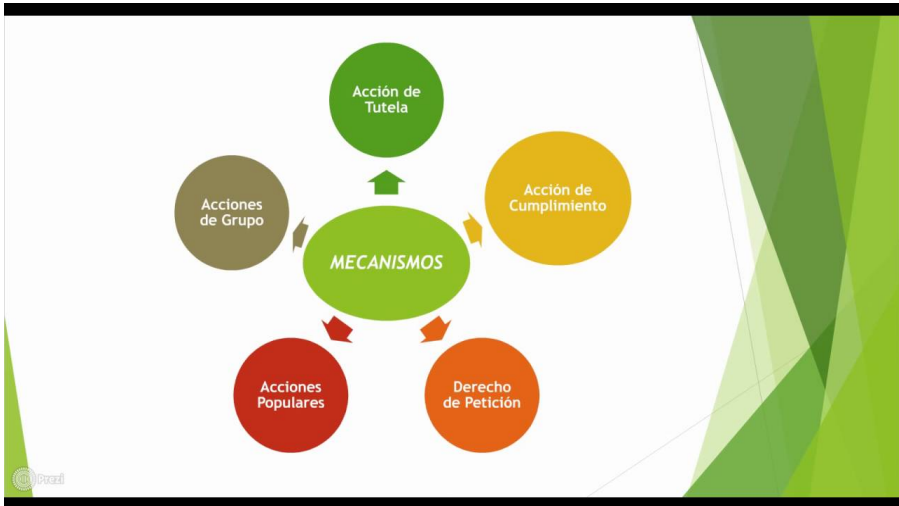 Acción de
Tutela
Acciones
de Grupo
Acción de
Cumplimiento
MECANISMOS
Acciones
Populares
Derecho
de Petición
Prezi